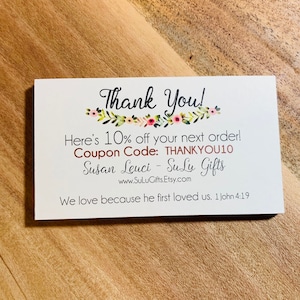 Thank You!
Here's 10% off your next order!
Coupon Code: THANKYOU10
Susan Louci - SuLu Gifts
www.SuLuGifts.Etsy.com
We love because he first loved us. 1 John 4:19